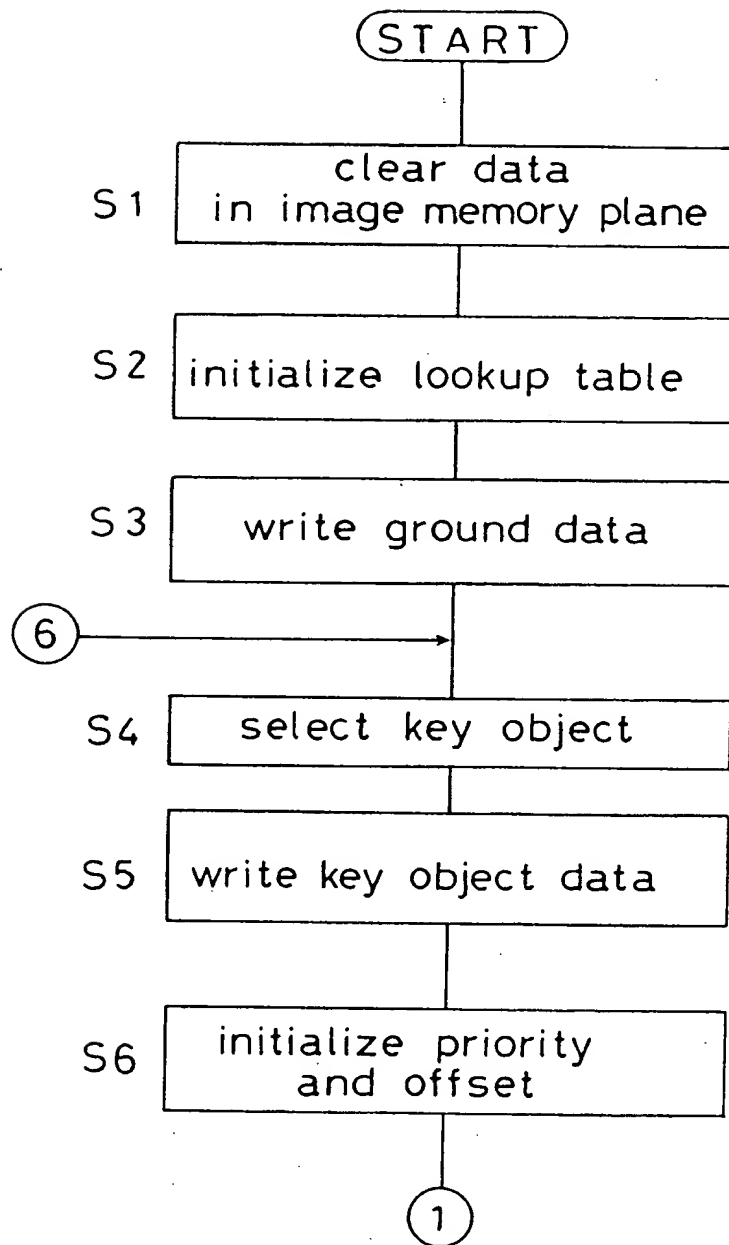 START
S1
clear data
in image memory plane
S2
initialize lookup table
S3
write ground data
6
S4
select key object
S5
write key object data
S6
initialize priority
and offset
1